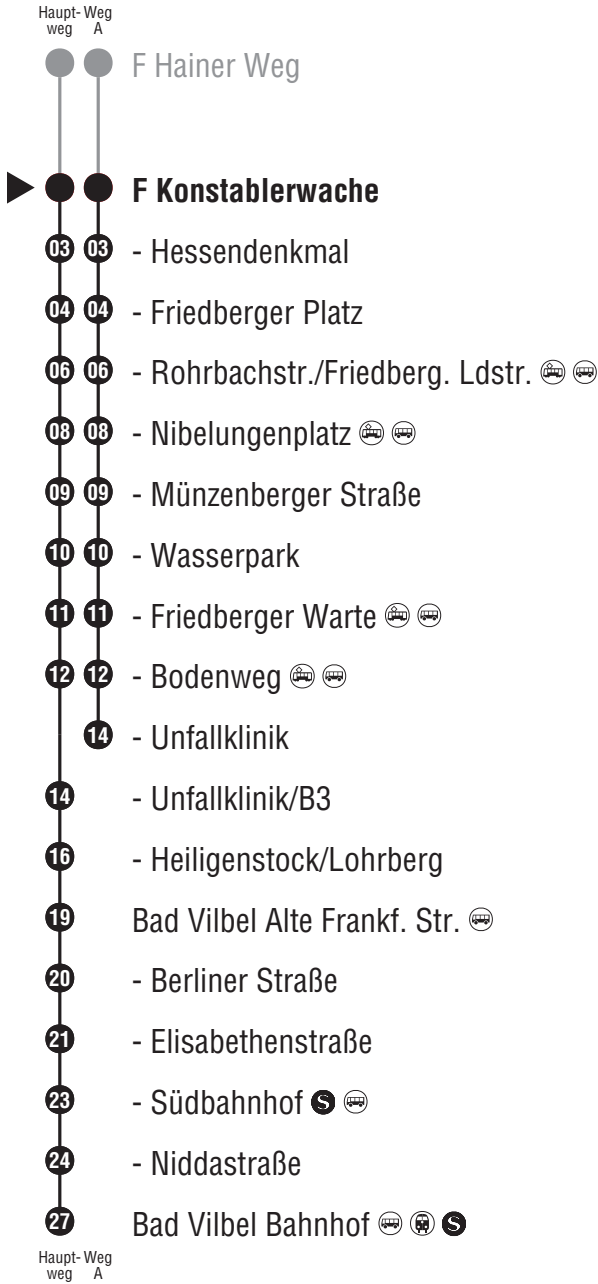 Haupt- Weg
weg A
F Hainer Weg
F Konstablerwache
03 03 - Hessendenkmal
04 04 - Friedberger Platz
06 06 - Rohrbachstr./Friedberg. Ldstr.
08 08 - Nibelungenplatz
09 09 - Münzenberger Straße
10 10 - Wasserpark
11 11 - Friedberger Warte
12 12 - Bodenweg
14 - Unfallklinik
14 - Unfallklinik/B3
16 - Heiligenstock/Lohrberg
19 Bad Vilbel Alte Frankf. Str.
20 - Berliner Straße
21 - Elisabethenstraße
23 - Südbahnhof S
24 - Niddastraße
27 Bad Vilbel Bahnhof S
Haupt- Weg
weg A